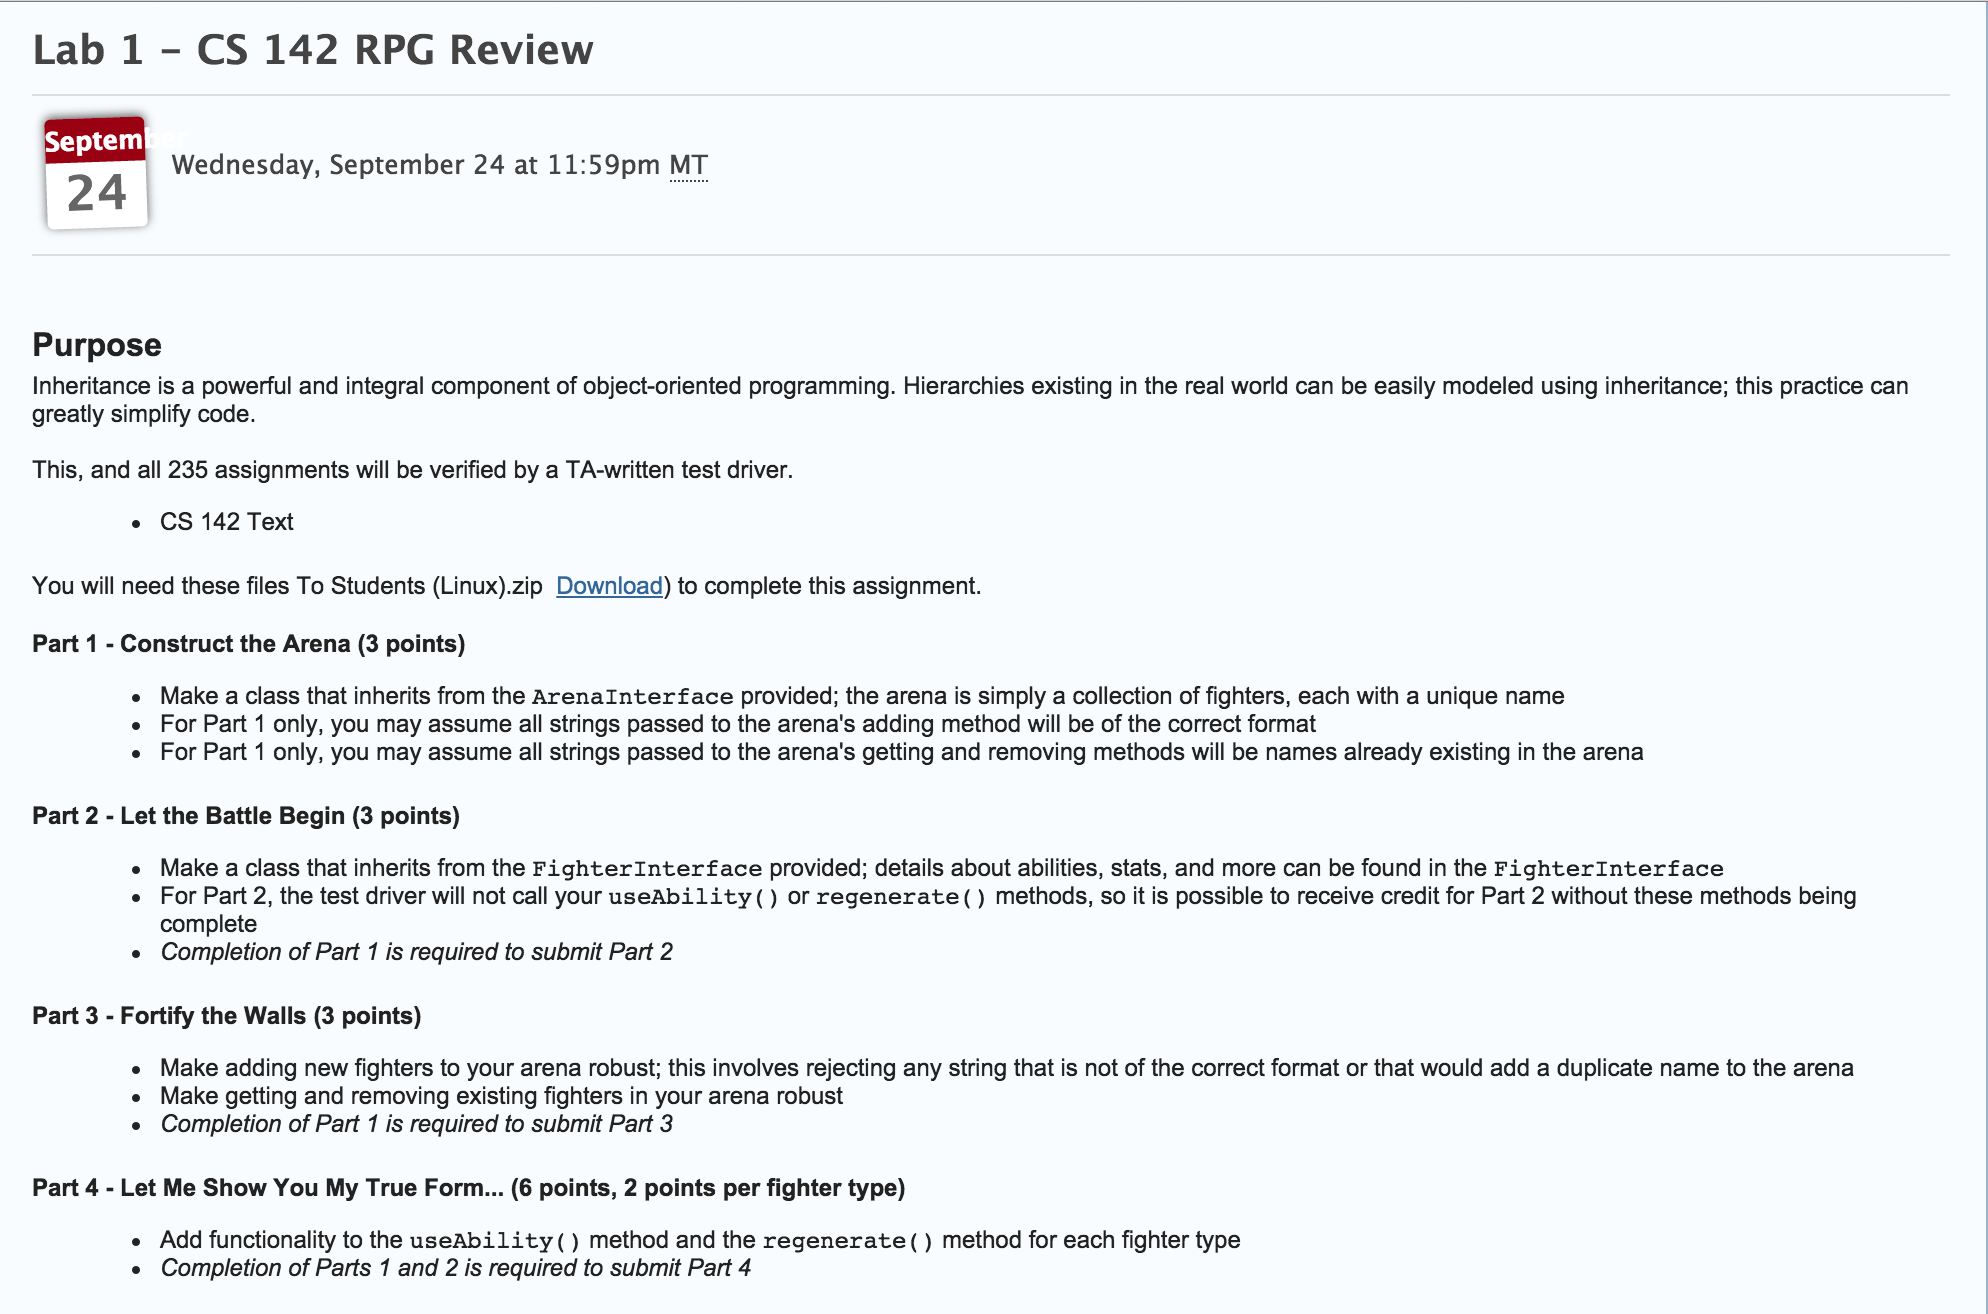 Lab 1 – CS 142 RPG Review
September
24
Wednesday, September 24 at 11:59pm MT
Purpose
Inheritance is a powerful and integral component of object-oriented programming. Hierarchies existing in the real world can be easily modeled using inheritance; this practice can
greatly simplify code.
This, and all 235 assignments will be verified by a TA-written test driver.
• CS 142 Text
You will need these files To Students (Linux).zip Download) to complete this assignment.
Part 1 - Construct the Arena (3 points)
• Make a class that inherits from the ArenaInterface provided; the arena is simply a collection of fighters, each with a unique name
• For Part 1 only, you may assume all strings passed to the arena's adding method will be of the correct format
• For Part 1 only, you may assume all strings passed to the arena's getting and removing methods will be names already existing in the arena
Part 2 - Let the Battle Begin (3 points)
• Make a class that inherits from the FighterInterface provided; details about abilities, stats, and more can be found in the FighterInterface
• For Part 2, the test driver will not call your useAbility() or regenerate() methods, so it is possible to receive credit for Part 2 without these methods being
complete
• Completion of Part 1 is required to submit Part 2
Part 3 - Fortify the Walls (3 points)
• Make adding new fighters to your arena robust; this involves rejecting any string that is not of the correct format or that would add a duplicate name to the arena
• Make getting and removing existing fighters in your arena robust
• Completion of Part 1 is required to submit Part 3
Part 4 - Let Me Show You My True Form... (6 points, 2 points per fighter type)
• Add functionality to the useAbility() method and the regenerate() method for each fighter type
• Completion of Parts 1 and 2 is required to submit Part 4